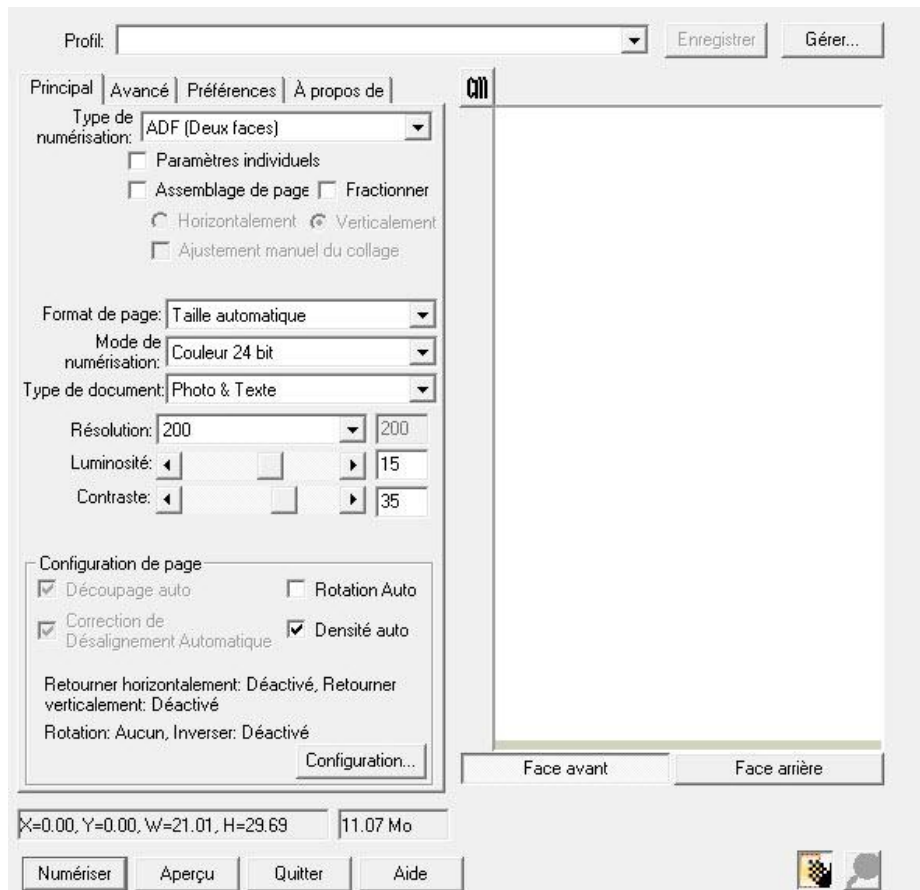 Profil: Enregistrer Gérer...
Principal Avancé Préférences À propos de
cm
Type de
numérisation: ADF (Deux faces)
Paramètres individuels
Assemblage de page Fractionner
Horizontalement Verticalement
Ajustement manuel du collage
Format de page: Taille automatique
Mode de
numérisation: Couleur 24 bit
Type de document: Photo & Texte
Résolution: 200 200
Luminosité: 15
Contraste: 35
Configuration de page
Découpage auto Rotation Auto
Correction de
Désalignement Automatique Densité auto
Retourner horizontalement: Déactivé, Retourner
verticalement: Déactivé
Rotation: Aucun, Inverser: Déactivé
Configuration...
Face avant Face arrière
X=0.00, Y=0.00, W=21.01, H=29.69 11.07 Mo
Numériser Aperçu Quitter Aide